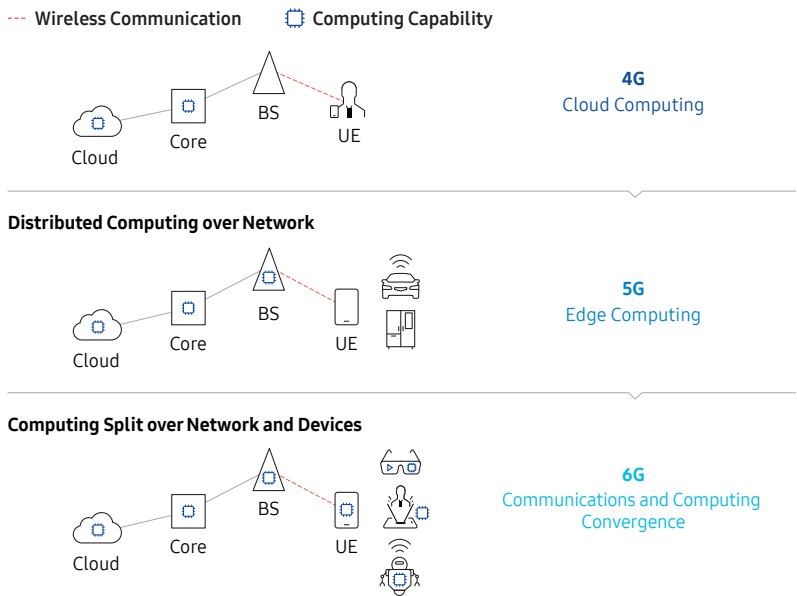 Wireless Communication
Computing Capability
BS
UE
Core
Cloud
4G
Cloud Computing
Distributed Computing over Network
BS
UE
Core
Cloud
5G
Edge Computing
Computing Split over Network and Devices
BS
UE
Core
Cloud
6G
Communications and Computing
Convergence